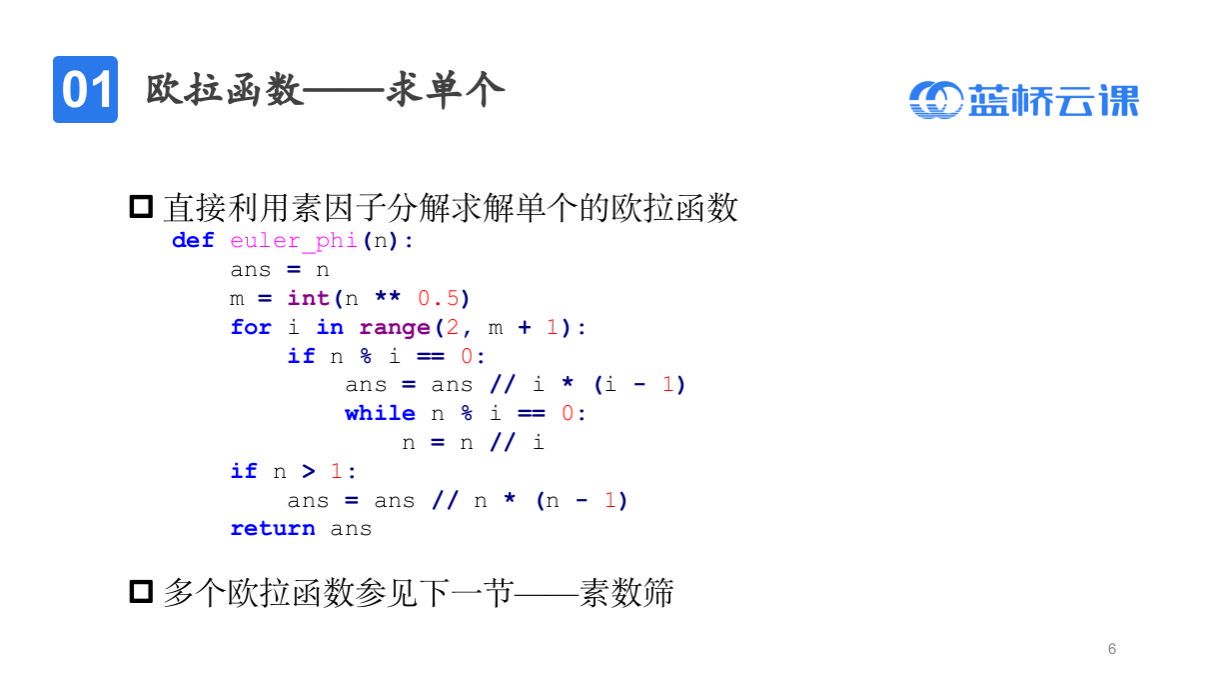 01 欧拉函数——求单个
蓝桥云课
直接利用素因子分解求解单个的欧拉函数
def euler_phi(n):
    ans = n
    m = int(n ** 0.5)
    for i in range(2, m + 1):
        if n % i == 0:
            ans = ans // i * (i - 1)
            while n % i == 0:
                n = n // i
    if n > 1:
        ans = ans // n * (n - 1)
    return ans
多个欧拉函数参见下一节——素数筛
6